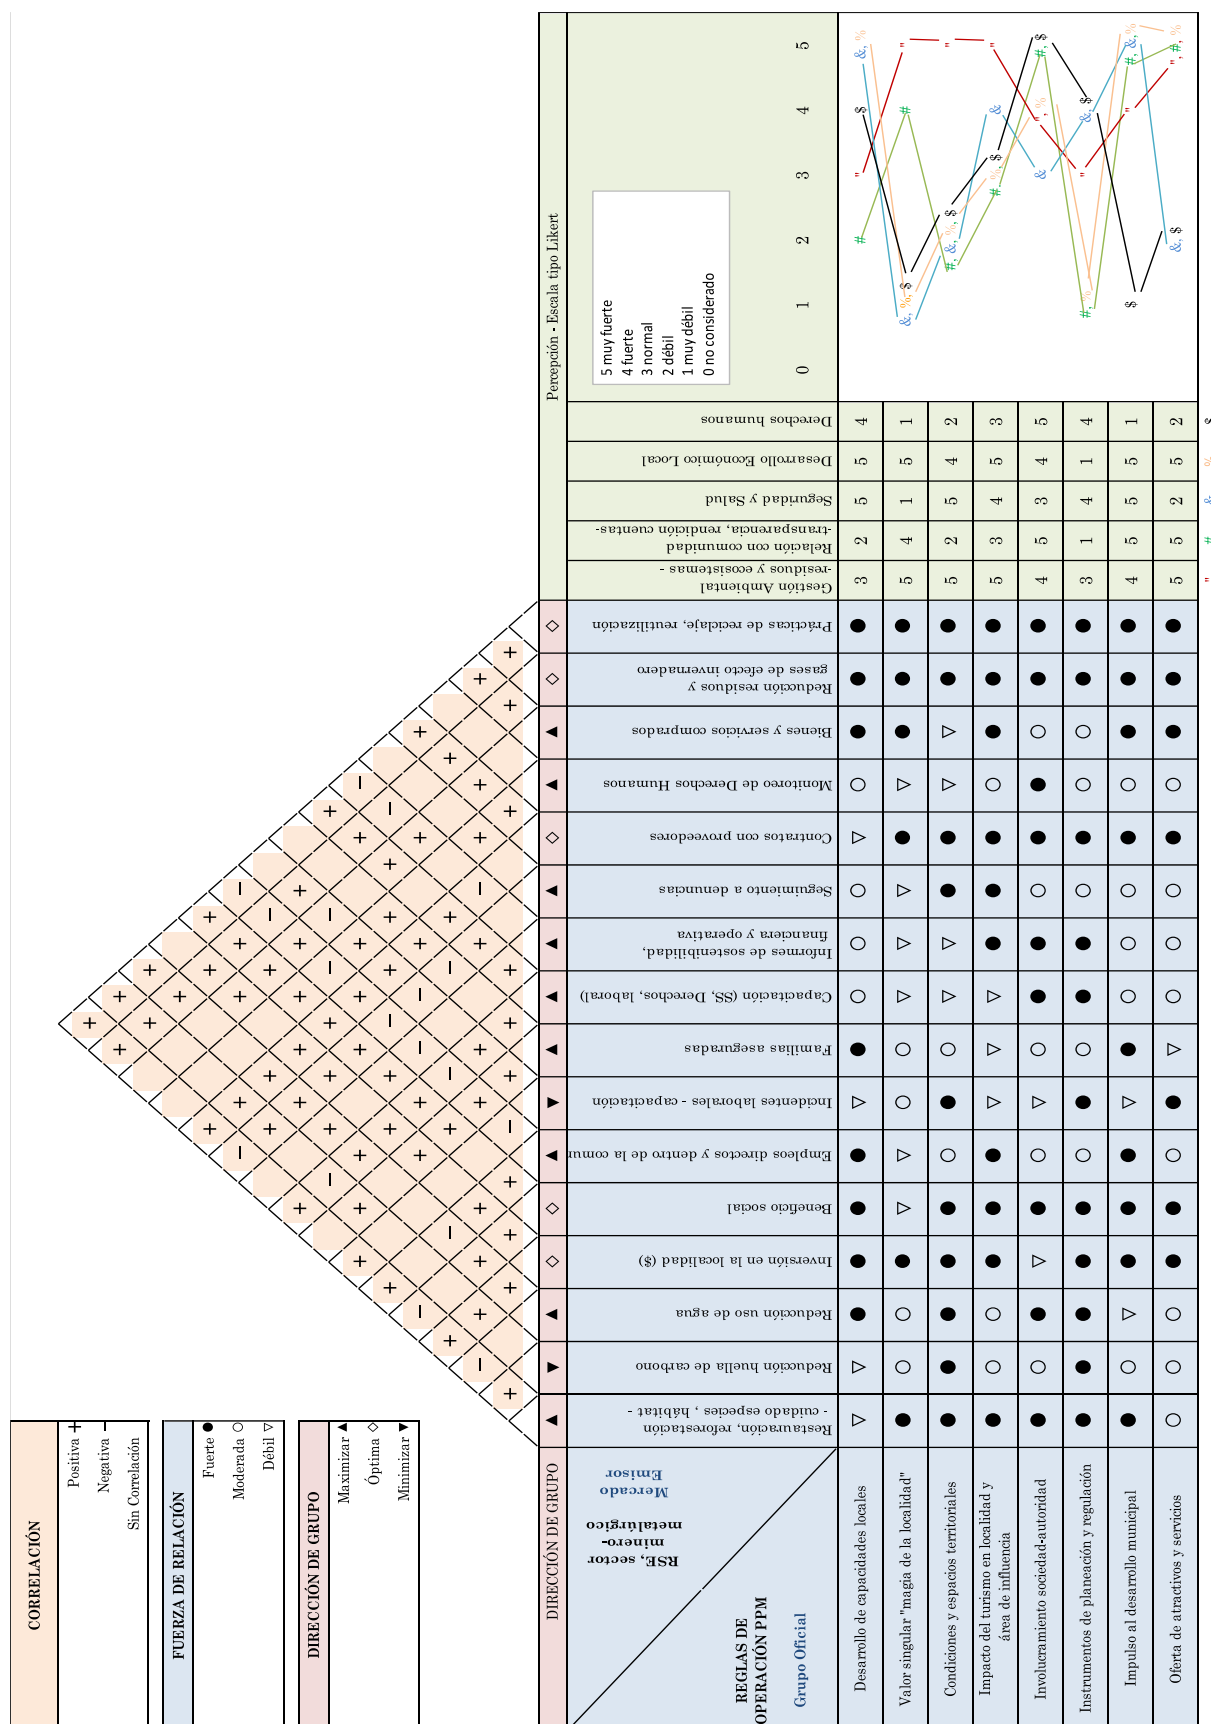 CORRELACIÓN
Positiva +
Negativa −
Sin Correlación
FUERZA DE RELACIÓN
Fuerte ●
Moderada ○
Débil ▽
DIRECCIÓN DE GRUPO
Maximizar ▲
Óptima ◇
Minimizar ▼
DIRECCIÓN DE GRUPO
Percepción - Escala tipo Likert
Mercado
Emisor
RSE, sector
minero-
metalúrgico
REGLAS DE
OPERACIÓN PPM
Grupo Oficial
Restauración, reforestación
- cuidado especies , hábitat -
Reducción huella de carbono
Reducción uso de agua
Inversión en la localidad ($)
Beneficio social
Empleos directos y dentro de la
Incidentes laborales - capacitación
Familias aseguradas
Capacitación (SS, Derechos, laboral)
Informes de sostenibilidad,
financiera y operativa
Seguimiento a denuncias
Contratos con proveedores
Monitoreo de Derechos Humanos
Bienes y servicios comprados
Reducción residuos y
gases de efecto invernadero
Prácticas de reciclaje, reutilización
Gestión Ambiental
-residuos y ecosistemas -
Relación con comunidad
-transparencia, rendición cuentas-
Seguridad y Salud
Desarrollo Económico Local
Derechos humanos
5 muy fuerte
4 fuerte
3 normal
2 débil
1 muy débil
0 no considerado
0 1 2 3 4 5
Desarrollo de capacidades locales
3 2 5 5 4
Valor singular "magia de la localidad"
5 4 1 5 1
Condiciones y espacios territoriales
5 2 5 4 2
Impacto del turismo en localidad y
área de influencia
5 3 4 5 3
Involucramiento sociedad-autoridad
4 5 3 4 5
Instrumentos de planeación y regulación
3 1 4 1 4
Impulso al desarrollo municipal
4 5 5 5 1
Oferta de atractivos y servicios
5 5 2 5 2
" # & % $